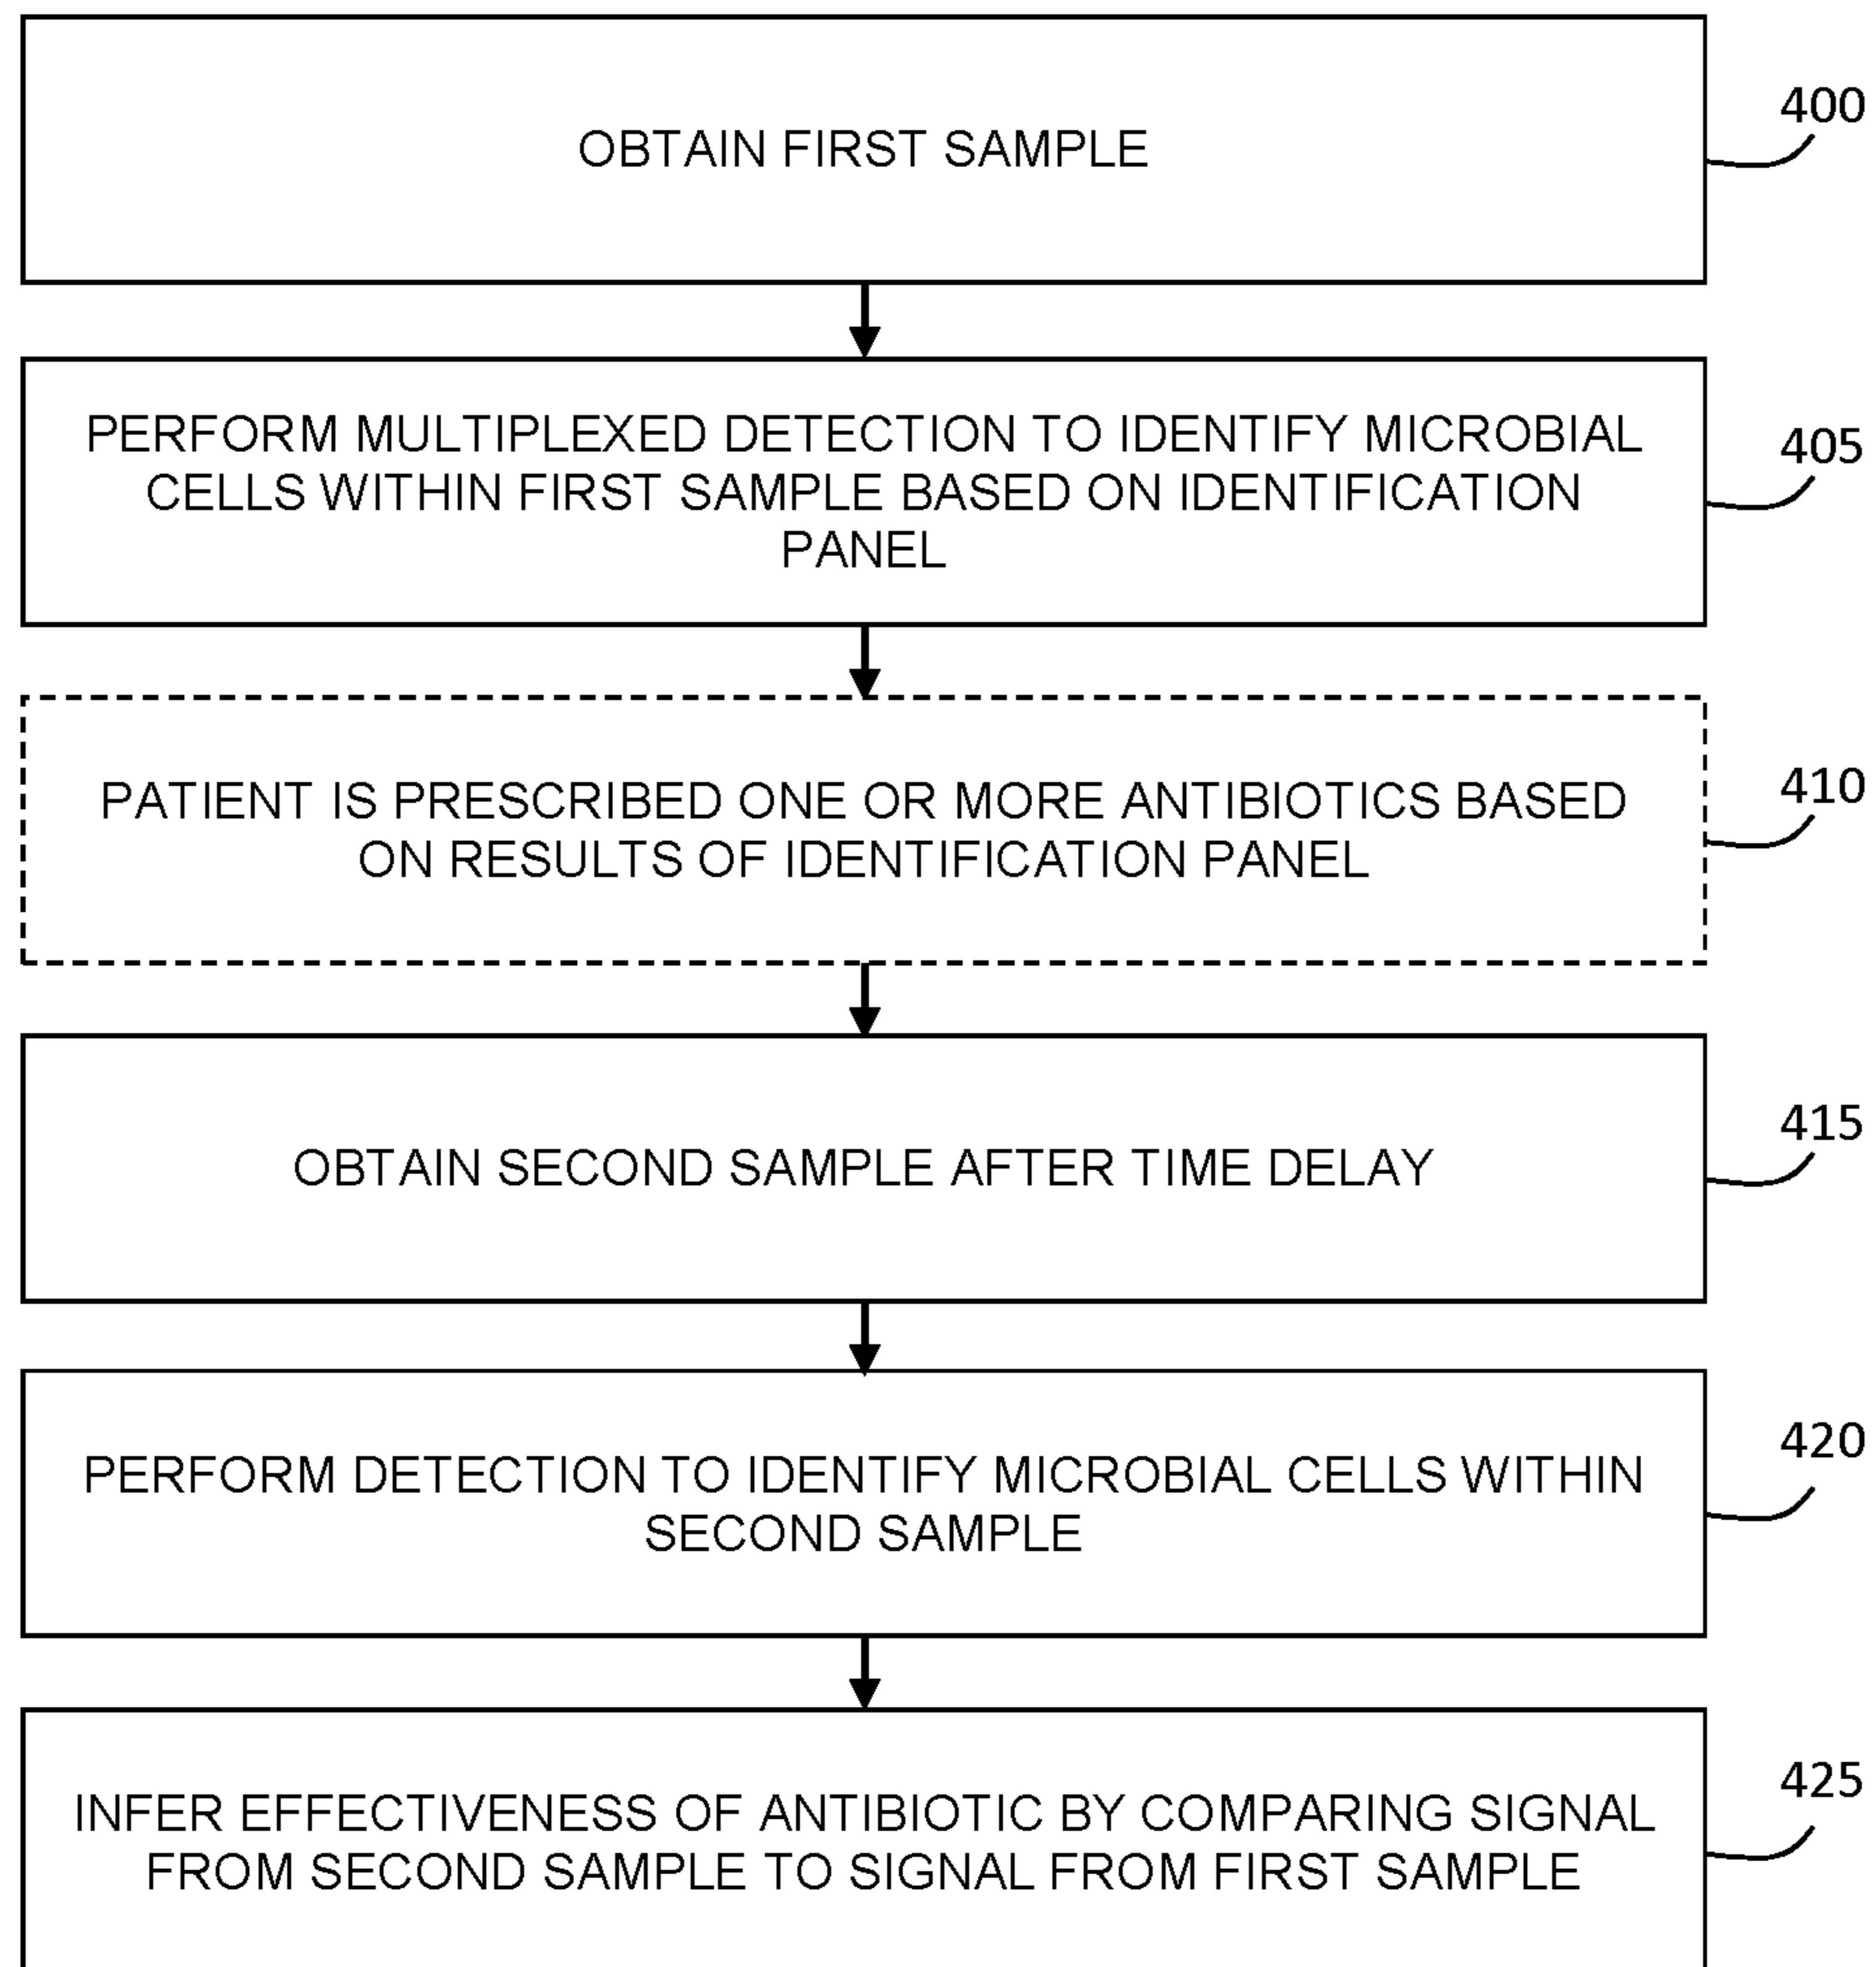 OBTAIN FIRST SAMPLE
400
PERFORM MULTIPLEXED DETECTION TO IDENTIFY MICROBIAL
CELLS WITHIN FIRST SAMPLE BASED ON IDENTIFICATION
PANEL
405
PATIENT IS PRESCRIBED ONE OR MORE ANTIBIOTICS BASED
ON RESULTS OF IDENTIFICATION PANEL
410
OBTAIN SECOND SAMPLE AFTER TIME DELAY
415
PERFORM DETECTION TO IDENTIFY MICROBIAL CELLS WITHIN
SECOND SAMPLE
420
INFER EFFECTIVENESS OF ANTIBIOTIC BY COMPARING SIGNAL
FROM SECOND SAMPLE TO SIGNAL FROM FIRST SAMPLE
425